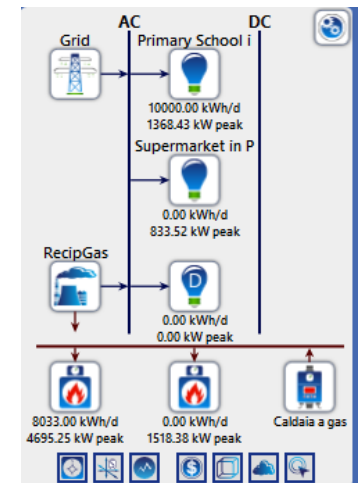 AC DC
Grid Primary School i
10000.00 kWh/d
1368.43 kW peak
Supermarket in P
0.00 kWh/d
833.52 kW peak
RecipGas
D
0.00 kWh/d
0.00 kW peak
8033.00 kWh/d 0.00 kWh/d Caldaia a gas
4695.25 kW peak 1518.38 kW peak